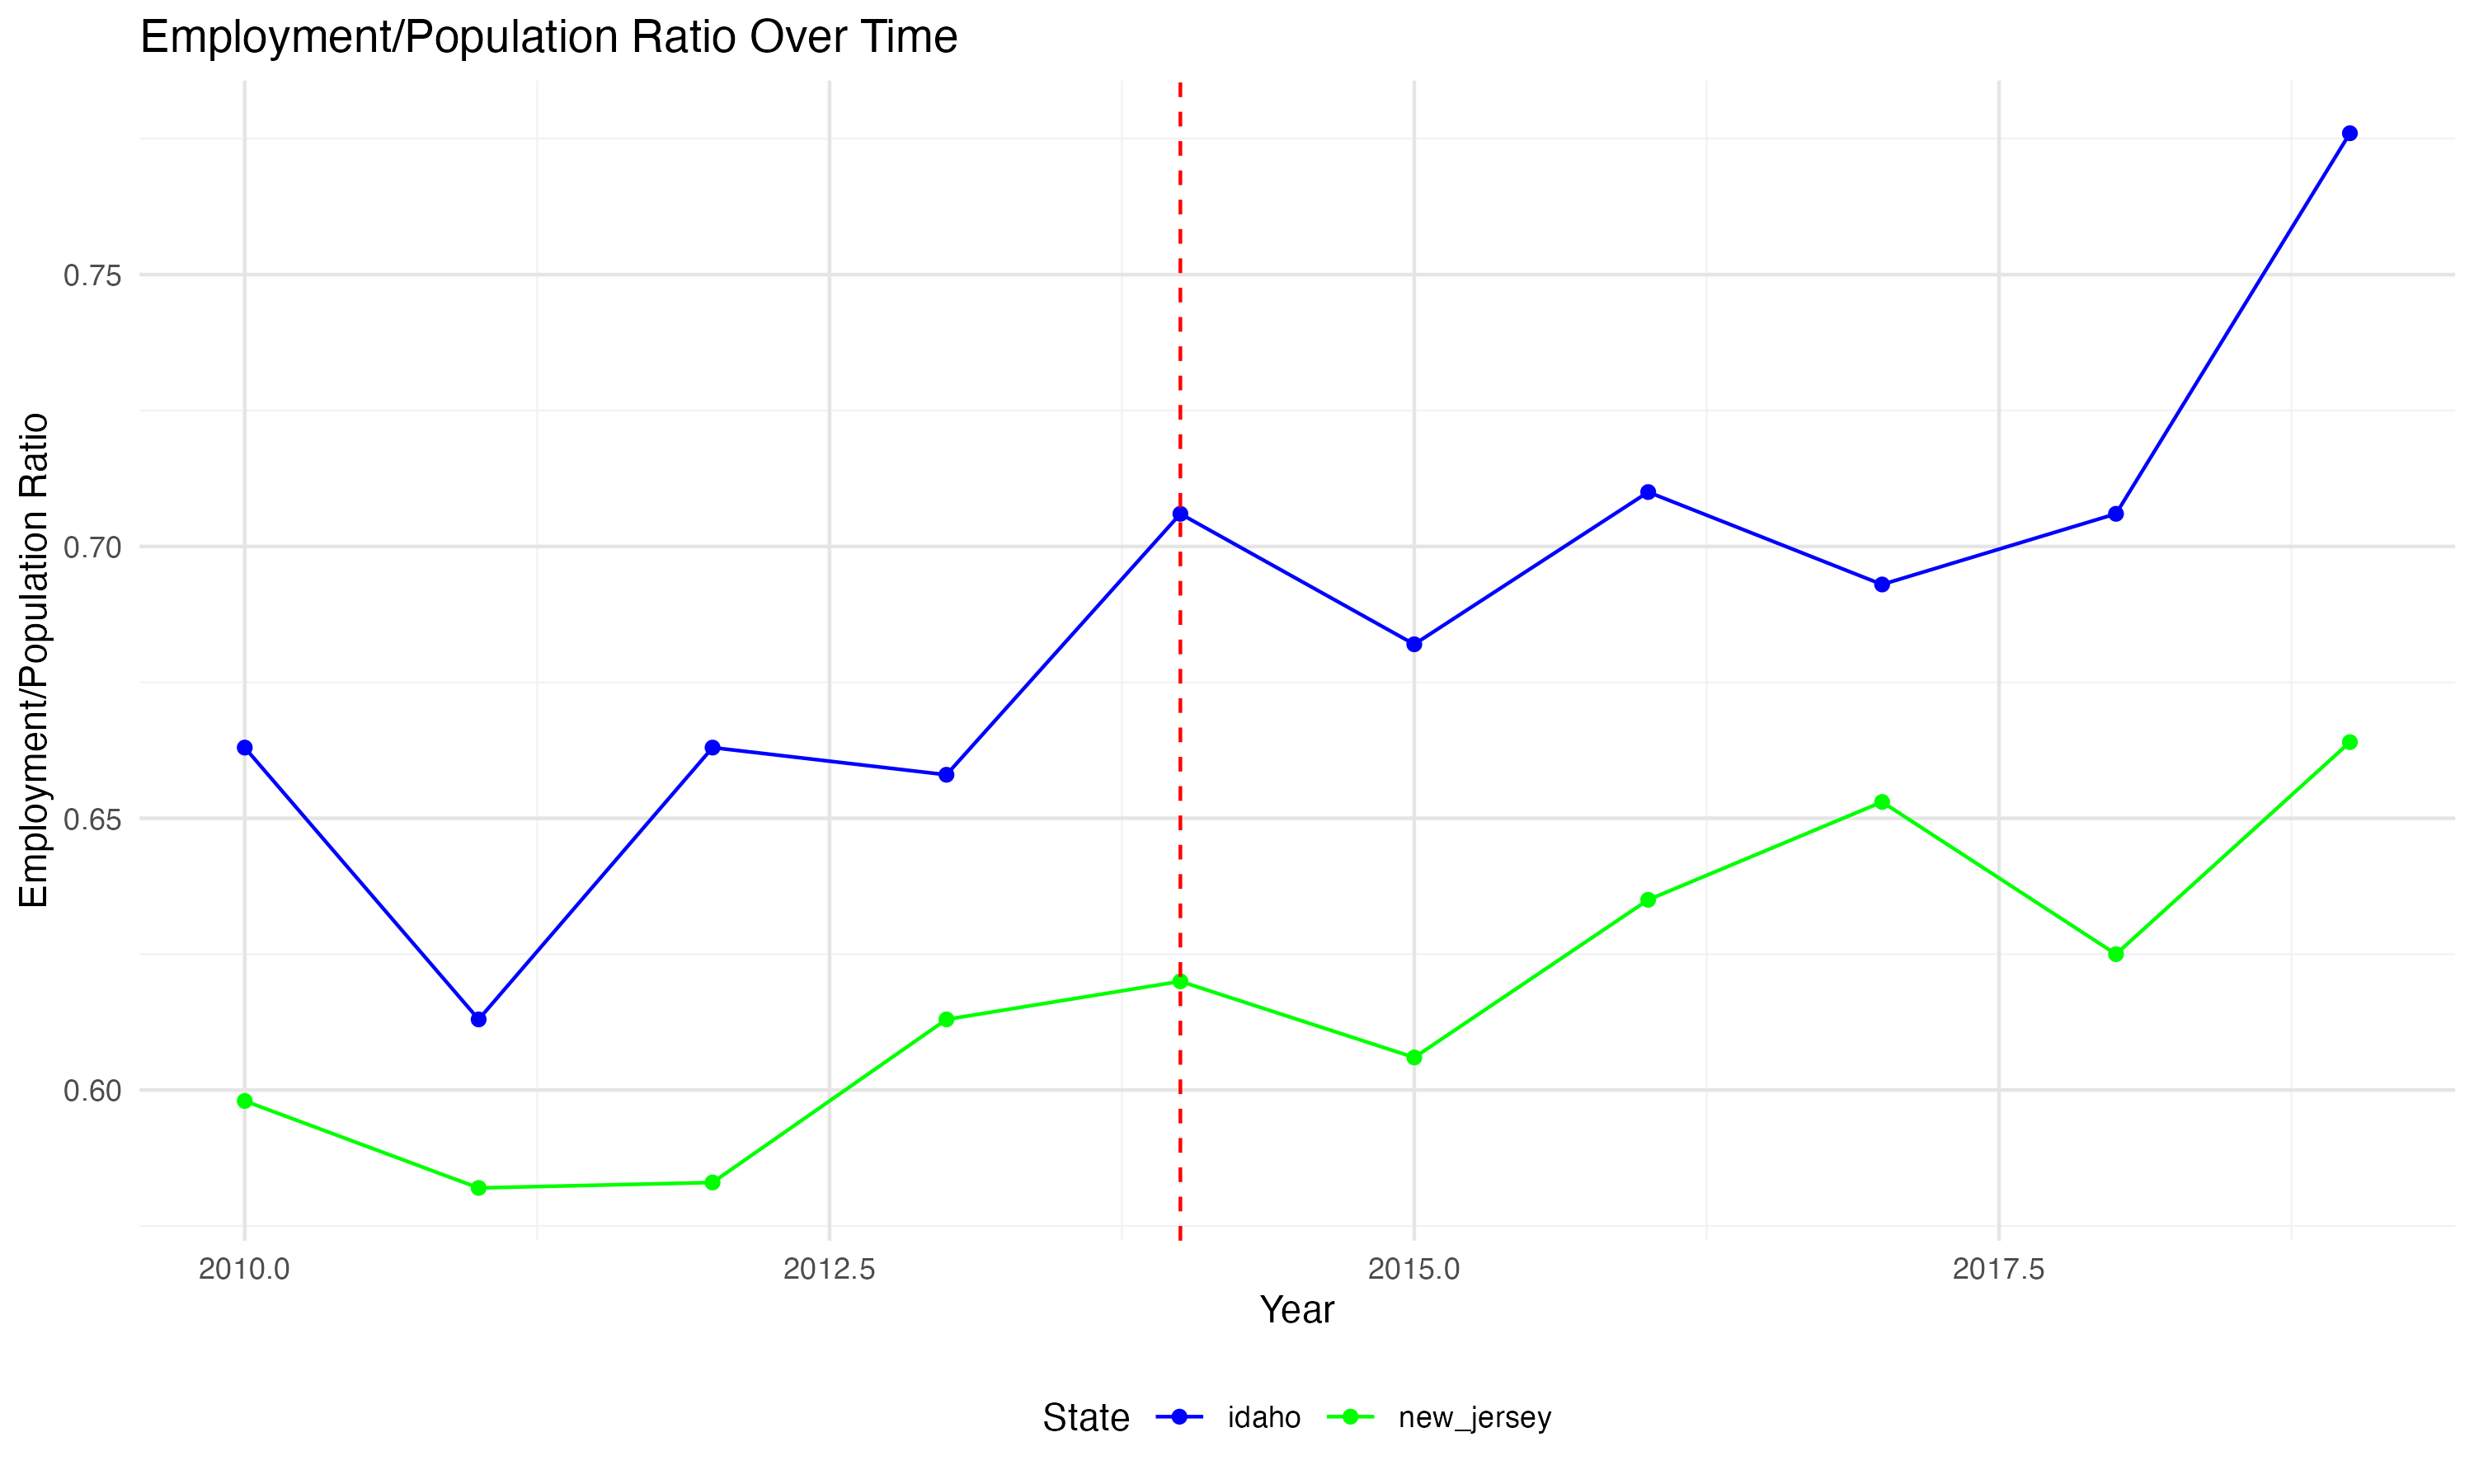 Employment/Population Ratio Over Time
Employment/Population Ratio
0.75
0.70
0.65
0.60
2010.0
2012.5
2015.0
2017.5
Year
State
idaho
new_jersey